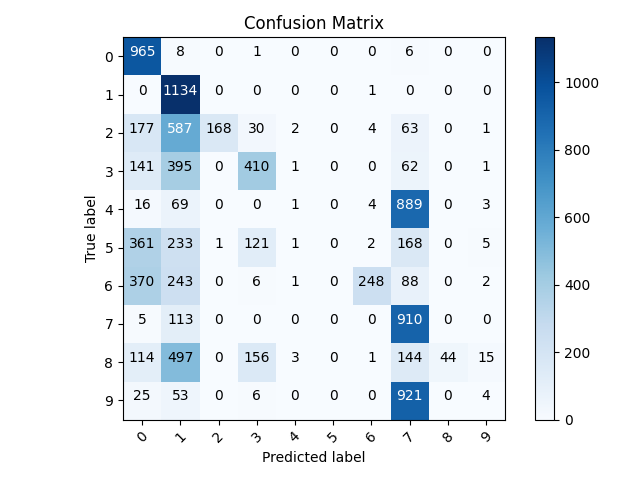 Confusion Matrix
0 965 8 0 1 0 0 0 6 0 0
1 0 1134 0 0 0 0 1 0 0 0
2 177 587 168 30 2 0 4 63 0 1
3 141 395 0 410 1 0 0 62 0 1
4 16 69 0 0 1 0 4 889 0 3
5 361 233 1 121 1 0 2 168 0 5
6 370 243 0 6 1 0 248 88 0 2
7 5 113 0 0 0 0 0 910 0 0
8 114 497 0 156 3 0 1 144 44 15
9 25 53 0 6 0 0 0 921 0 4
0 1 2 3 4 5 6 7 8 9
Predicted label
True label
1000
800
600
400
200
0